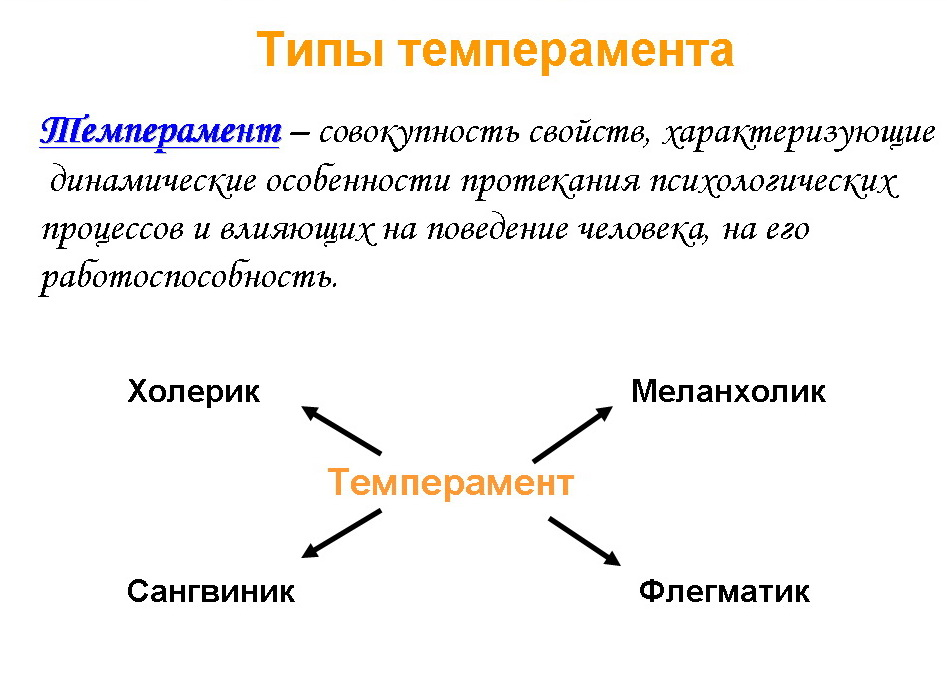 Типы темперамента
Темперамент – совокупность свойств, характеризующие
динамические особенности протекания психологических
процессов и влияющих на поведение человека, на его
работоспособность.
Холерик
Меланхолик
Темперамент
Сангвиник
Флегматик